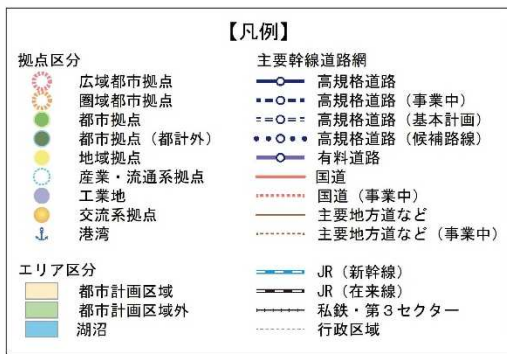 【凡例】
拠点区分
広域都市拠点
圏域都市拠点
都市拠点
都市拠点（都計外）
地域拠点
産業・流通系拠点
工業地
交流系拠点
港湾
エリア区分
都市計画区域
都市計画区域外
湖沼
主要幹線道路網
高規格道路
高規格道路（事業中）
高規格道路（基本計画）
高規格道路（候補路線）
有料道路
国道
国道（事業中）
主要地方道など
主要地方道など（事業中）
JR（新幹線）
JR（在来線）
私鉄・第３セクター
行政区域